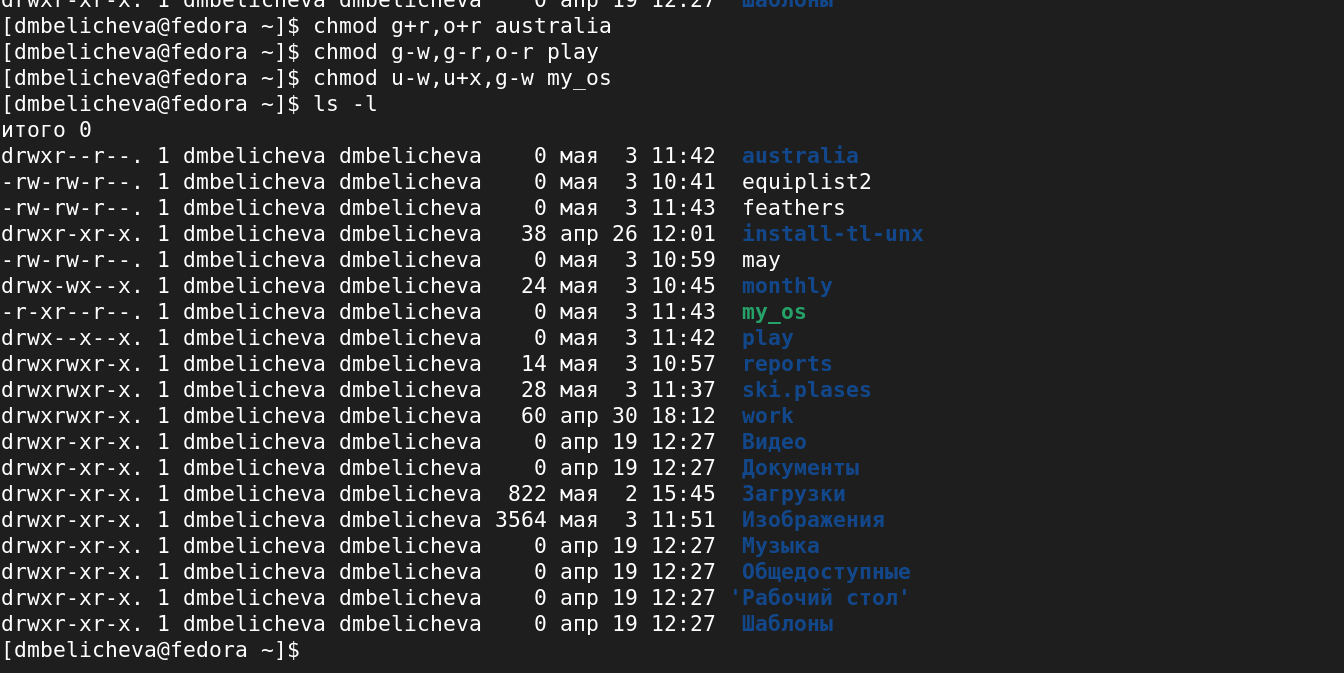 drwxr-xr-x. 1 dmbelicheva dmbelicheva    0 апр 19 12:27  Шаблоны
[dmbelicheva@fedora ~]$ chmod g+r,o+r australia
[dmbelicheva@fedora ~]$ chmod g-w,g-r,o-r play
[dmbelicheva@fedora ~]$ chmod u-w,u+x,g-w my_os
[dmbelicheva@fedora ~]$ ls -l
итого 0
drwxr--r--. 1 dmbelicheva dmbelicheva    0 мая  3 11:42  australia
-rw-rw-r--. 1 dmbelicheva dmbelicheva    0 мая  3 10:41  equiplist2
-rw-rw-r--. 1 dmbelicheva dmbelicheva    0 мая  3 11:43  feathers
drwxr-xr-x. 1 dmbelicheva dmbelicheva   38 апр 26 12:01  install-tl-unx
-rw-rw-r--. 1 dmbelicheva dmbelicheva    0 мая  3 10:59  may
drwx-wx--x. 1 dmbelicheva dmbelicheva   24 мая  3 10:45  monthly
-r-xr--r--. 1 dmbelicheva dmbelicheva    0 мая  3 11:43  my_os
drwx--x--x. 1 dmbelicheva dmbelicheva    0 мая  3 11:42  play
drwxrwxr-x. 1 dmbelicheva dmbelicheva   14 мая  3 10:57  reports
drwxrwxr-x. 1 dmbelicheva dmbelicheva   28 мая  3 11:37  ski.plases
drwxrwxr-x. 1 dmbelicheva dmbelicheva   60 апр 30 18:12  work
drwxr-xr-x. 1 dmbelicheva dmbelicheva    0 апр 19 12:27  Видео
drwxr-xr-x. 1 dmbelicheva dmbelicheva    0 апр 19 12:27  Документы
drwxr-xr-x. 1 dmbelicheva dmbelicheva  822 мая  2 15:45  Загрузки
drwxr-xr-x. 1 dmbelicheva dmbelicheva 3564 мая  3 11:51  Изображения
drwxr-xr-x. 1 dmbelicheva dmbelicheva    0 апр 19 12:27  Музыка
drwxr-xr-x. 1 dmbelicheva dmbelicheva    0 апр 19 12:27  Общедоступные
drwxr-xr-x. 1 dmbelicheva dmbelicheva    0 апр 19 12:27 'Рабочий стол'
drwxr-xr-x. 1 dmbelicheva dmbelicheva    0 апр 19 12:27  Шаблоны
[dmbelicheva@fedora ~]$